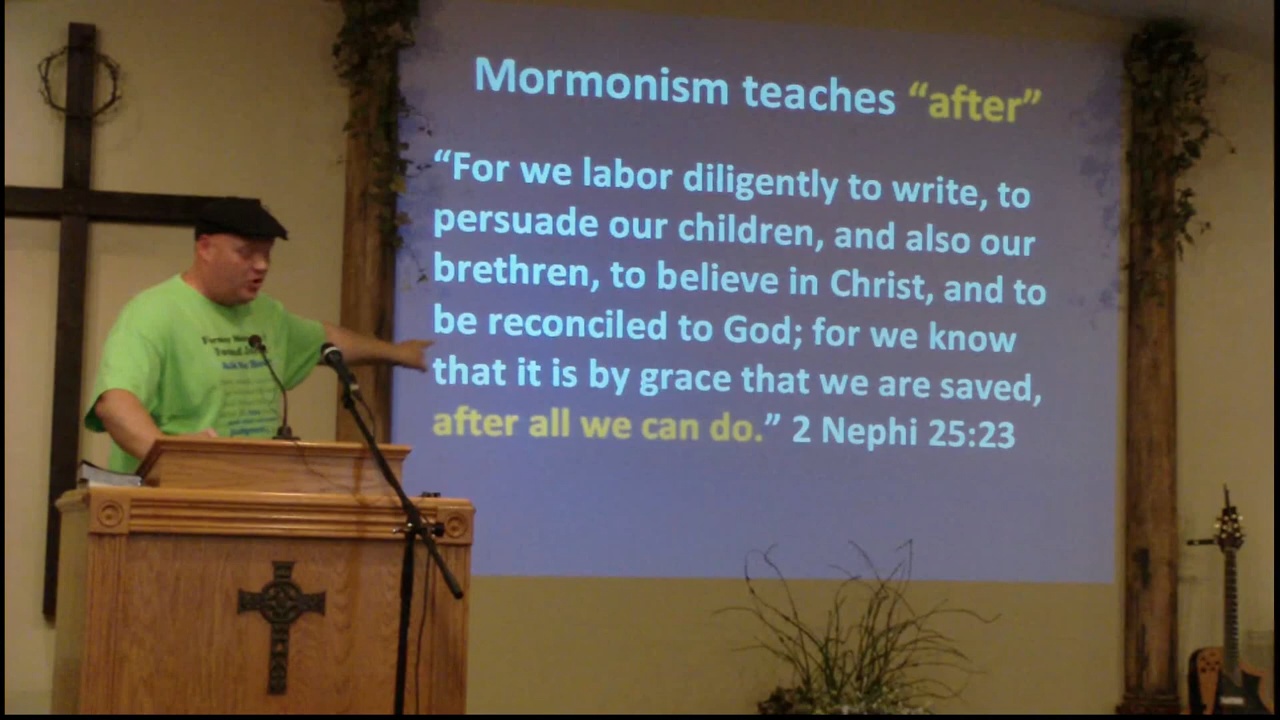 Mormonism teaches “after”
“For we labor diligently to write, to
persuade our children, and also our
brethren, to believe in Christ, and to
be reconciled to God; for we know
that it is by grace that we are saved,
after all we can do.” 2 Nephi 25:23
Former